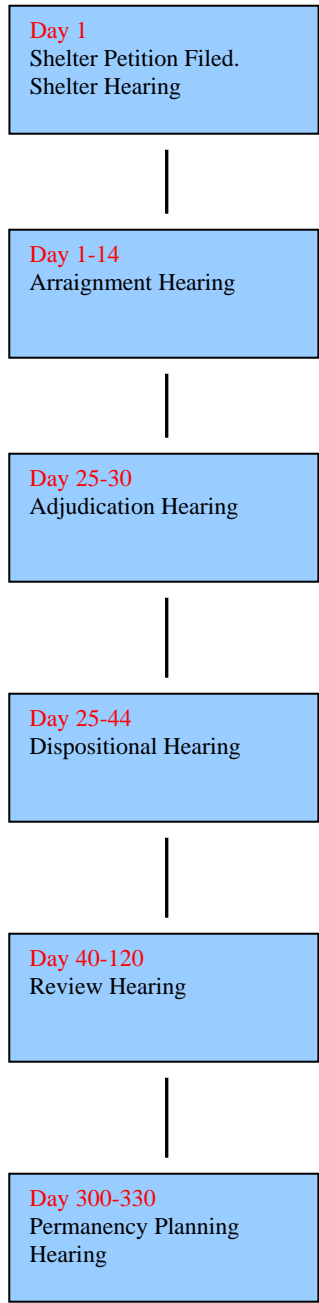 Day 1
Shelter Petition Filed.
Shelter Hearing
Day 1-14
Arraignment Hearing
Day 25-30
Adjudication Hearing
Day 25-44
Dispositional Hearing
Day 40-120
Review Hearing
Day 300-330
Permanency Planning
Hearing